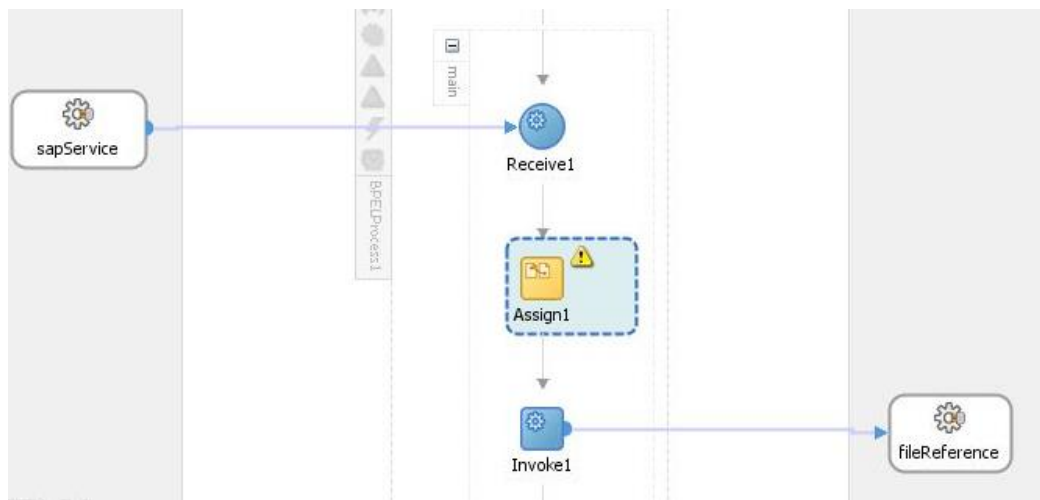 main
sapService
Receive1
BPELProcess1
Assign1
Invoke1
fileReference